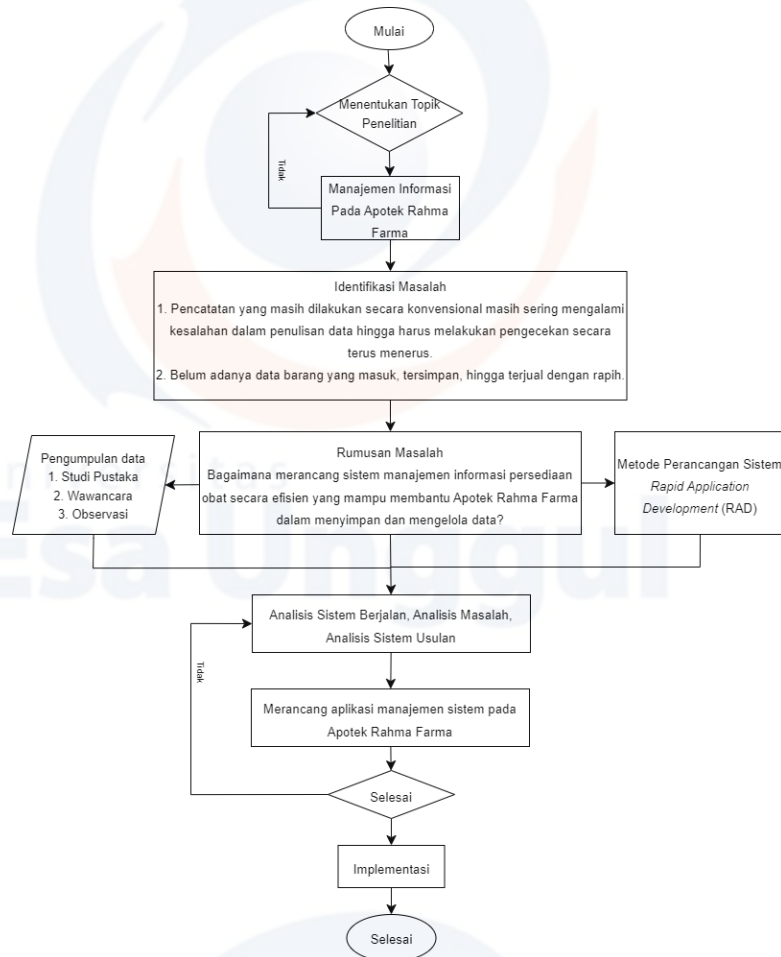 Mulai
Menentukan Topik
Penelitian
Tidak
Manajemen Informasi
Pada Apotek Rahma
Farma
Identifikasi Masalah
1. Pencatatan yang masih dilakukan secara konvensional masih sering mengalami
kesalahan dalam penulisan data hingga harus melakukan pengecekan secara
terus menerus.
2. Belum adanya data barang yang masuk, tersimpan, hingga terjual dengan rapih.
Pengumpulan data
1. Studi Pustaka
2. Wawancara
3. Observasi
Rumusan Masalah
Bagaimana merancang sistem manajemen informasi persediaan
obat secara efisien yang mampu membantu Apotek Rahma Farma
dalam menyimpan dan mengelola data?
Metode Perancangan Sistem
Rapid Application
Development (RAD)
Universitas
Esa Unggul
Analisis Sistem Berjalan, Analisis Masalah,
Analisis Sistem Usulan
Tidak
Merancang aplikasi manajemen sistem pada
Apotek Rahma Farma
Selesai
Implementasi
Selesai